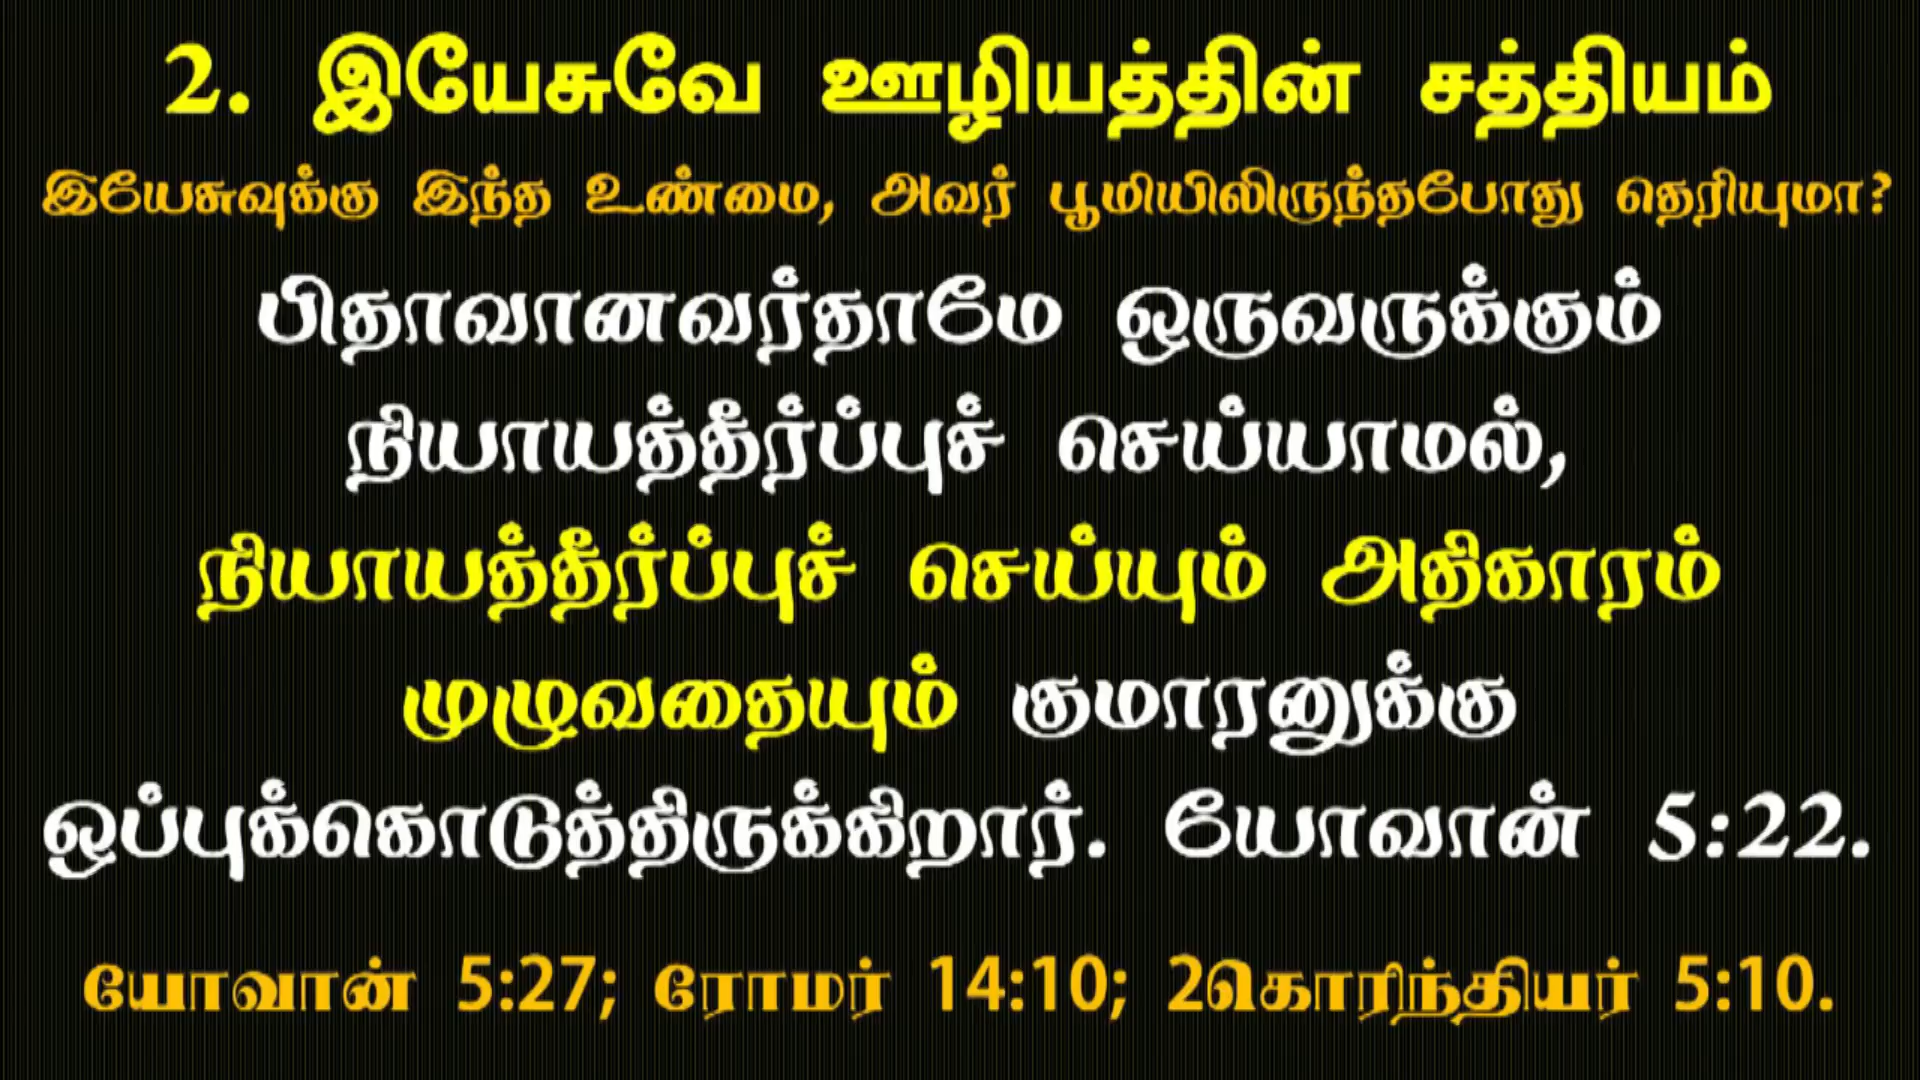 2. இயேசுவே ஊழியத்தின் சத்தியம்
இயேசுவுக்கு இந்த உண்மை, அவர் பூமியிலிருந்தபோது தெரியுமா?
பிதாவானவர்தாமே ஒருவருக்கும்
நியாயத்தீர்ப்புச் செய்யாமல்,
நியாயத்தீர்ப்புச் செய்யும் அதிகாரம்
முழுவதையும் குமாரனுக்கு
ஒப்புக்கொடுத்திருக்கிறார். யோவான் 5:22.
யோவான் 5:27; ரோமர் 14:10; 2கொரிந்தியர் 5:10.